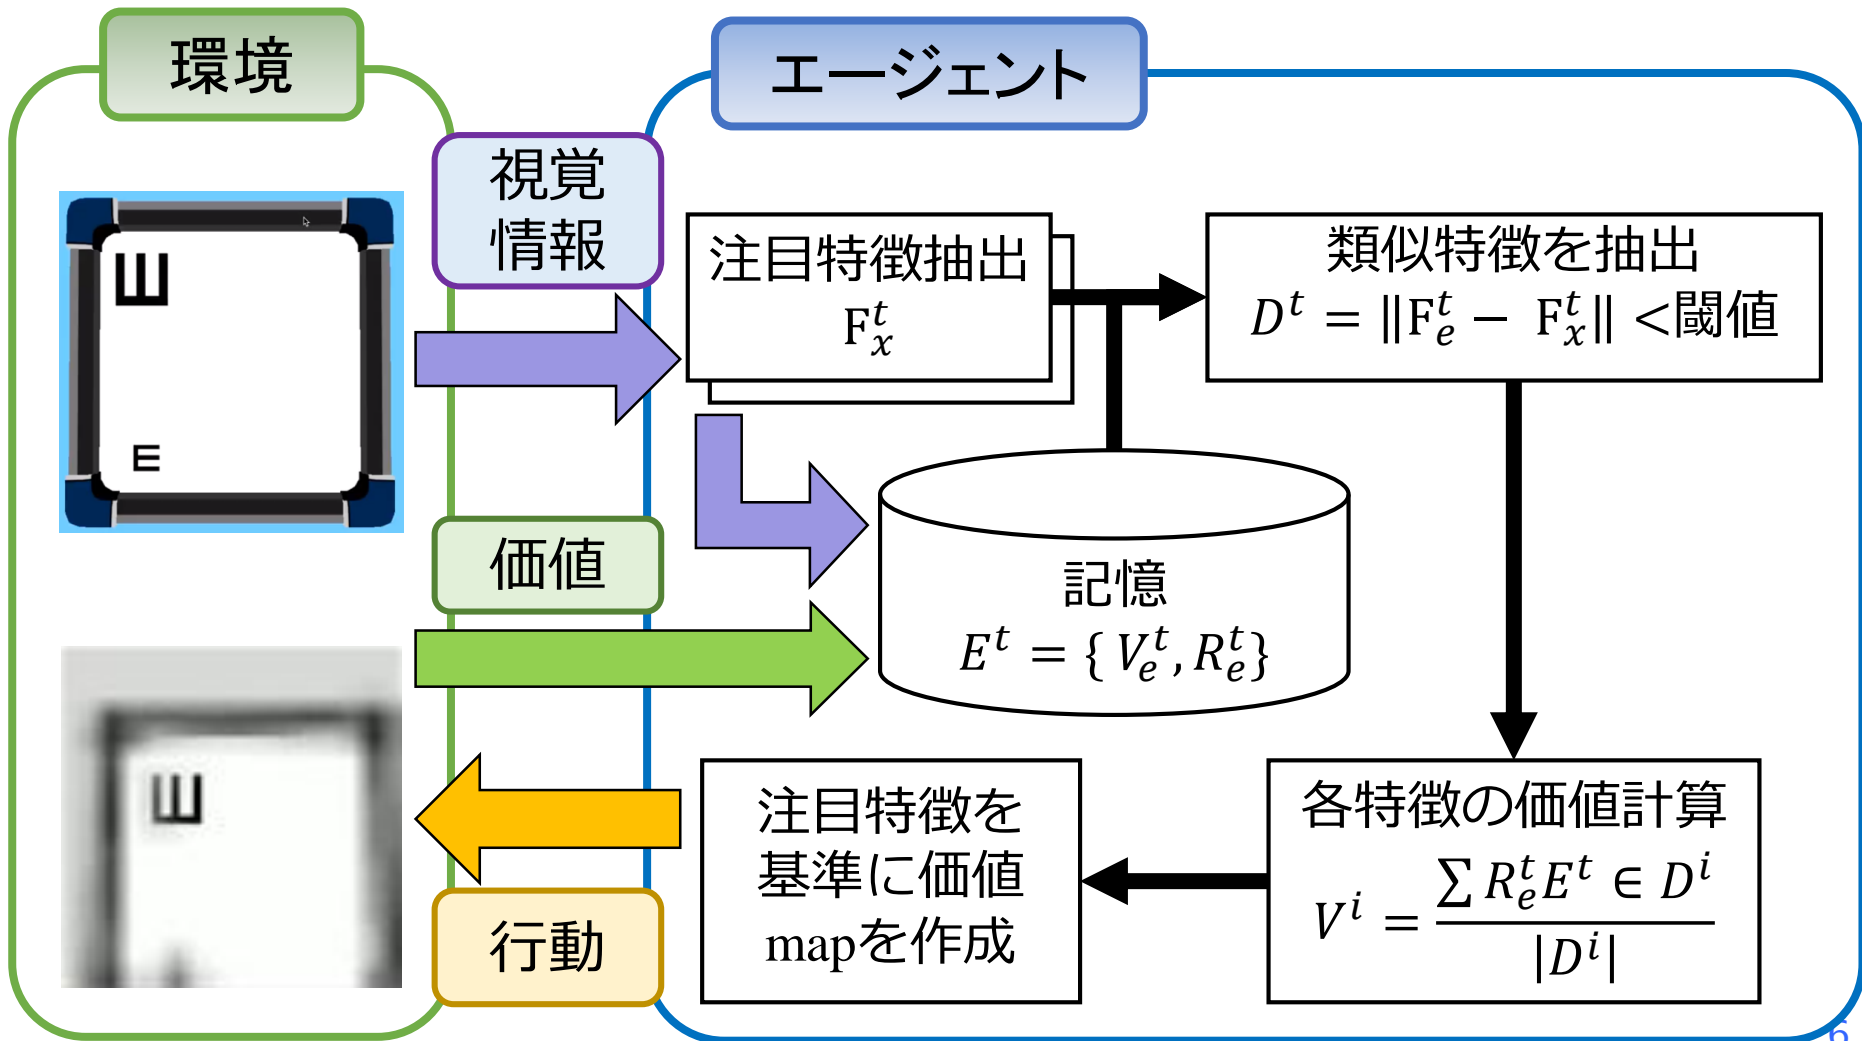 環境
エージェント
視覚
情報
注目特徴抽出
F_x^t
類似特徴を抽出
D^t = ‖F_e^t − F_x^t‖ <閾値
E
m
価値
記憶
E^t = { V_e^t, R_e^t}
E
行動
注目特徴を
基準に価値
mapを作成
各特徴の価値計算
V^i = \frac{∑ R_e^t E^t ∈ D^i}{|D^i|}
6